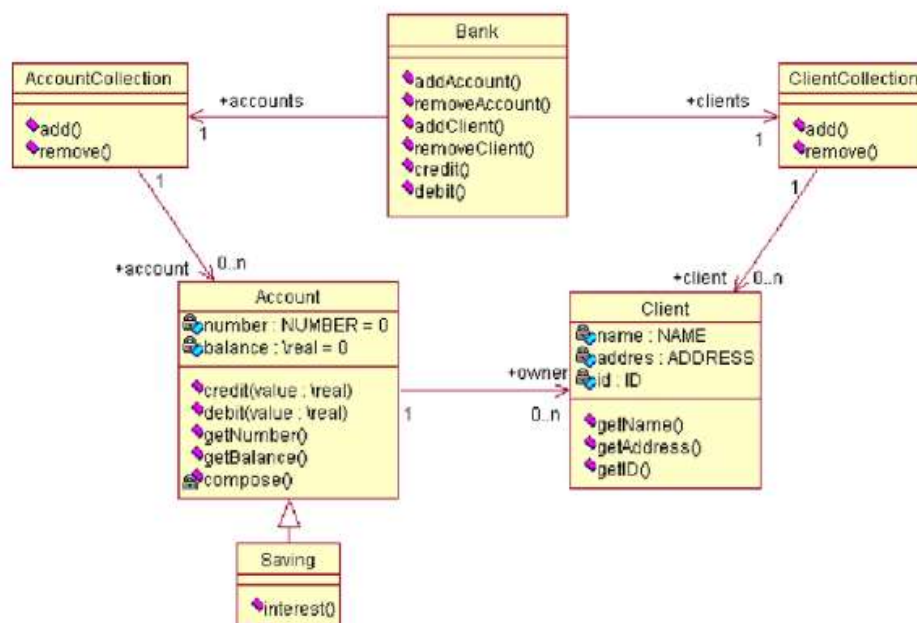 Bank
addAccount()
removeAccount()
addClient()
removeClient()
credit()
debit()
AccountCollection
add()
remove()
ClientCollection
add()
remove()
+accounts
1
+clients
1
1
+account
0..n
1
+client
0..n
Account
number : NUMBER = 0
balance : \real = 0
credit(value : \real)
debit(value : \real)
getNumber()
getBalance()
compose()
+owner
1
0..n
Client
name : NAME
addres : ADDRESS
id : ID
getName()
getAddress()
getID()
Saving
interest()